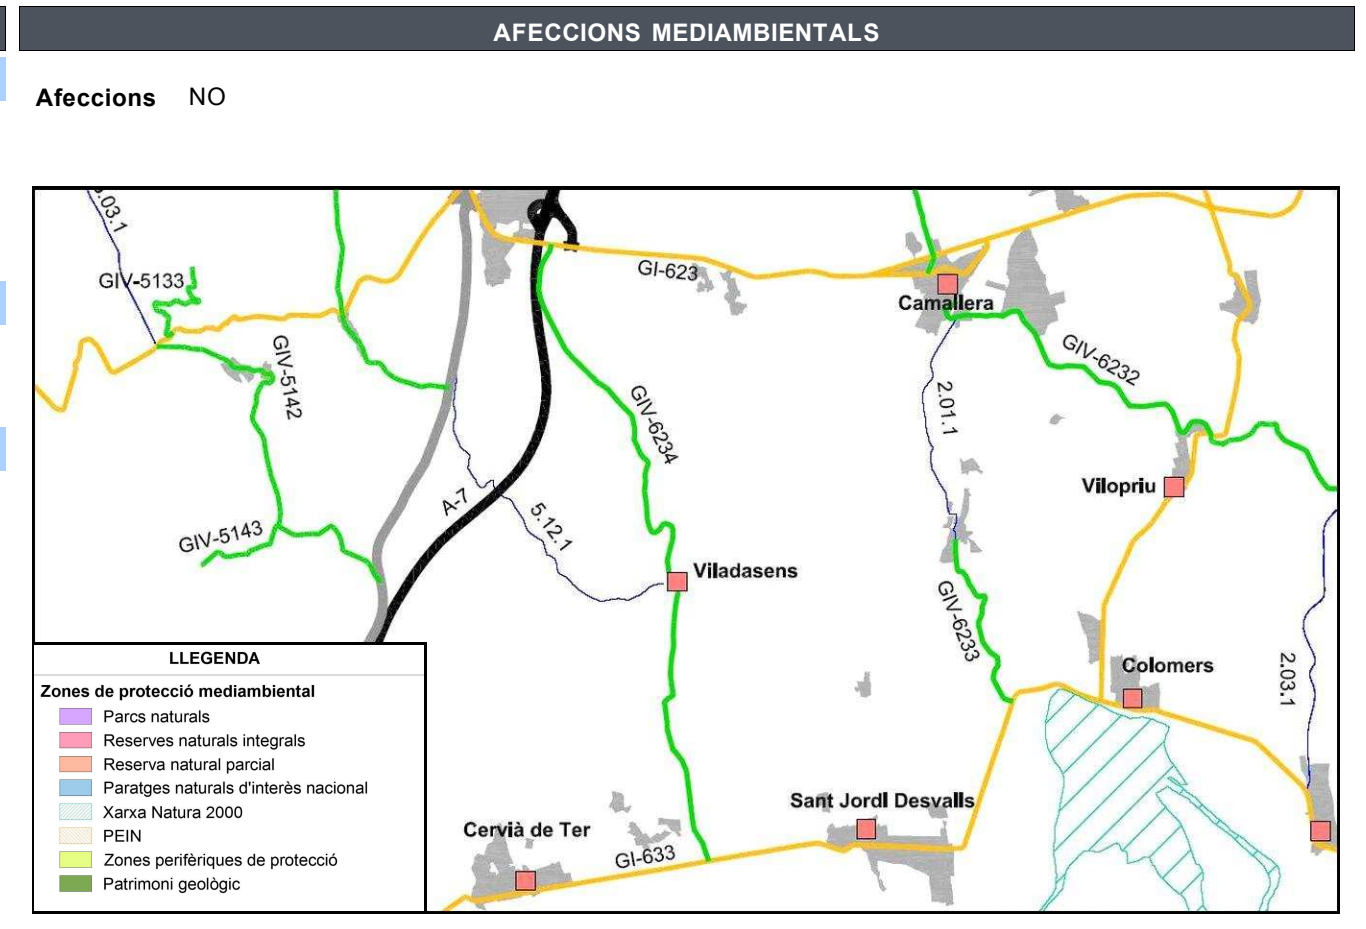 AFECCIONS MEDIAMBIENTALS
Afeccions NO
.03.1
GIV-5133
GI-623
Camallera
GIV-5142
GIV-6232
2.01.1
GIV-6234
Vilopriu
A-7
5.12.1
GIV-5143
Viladasens
GIV-6233
Colomers
2.03.1
LLEGENDA
Zones de protecció mediambiental
Parcs naturals
Reserves naturals integrals
Reserva natural parcial
Paratges naturals d'interès nacional
Xarxa Natura 2000
PEIN
Zones perifèriques de protecció
Patrimoni geològic
Sant Jordi Desvalls
Cervià de Ter
GI-633